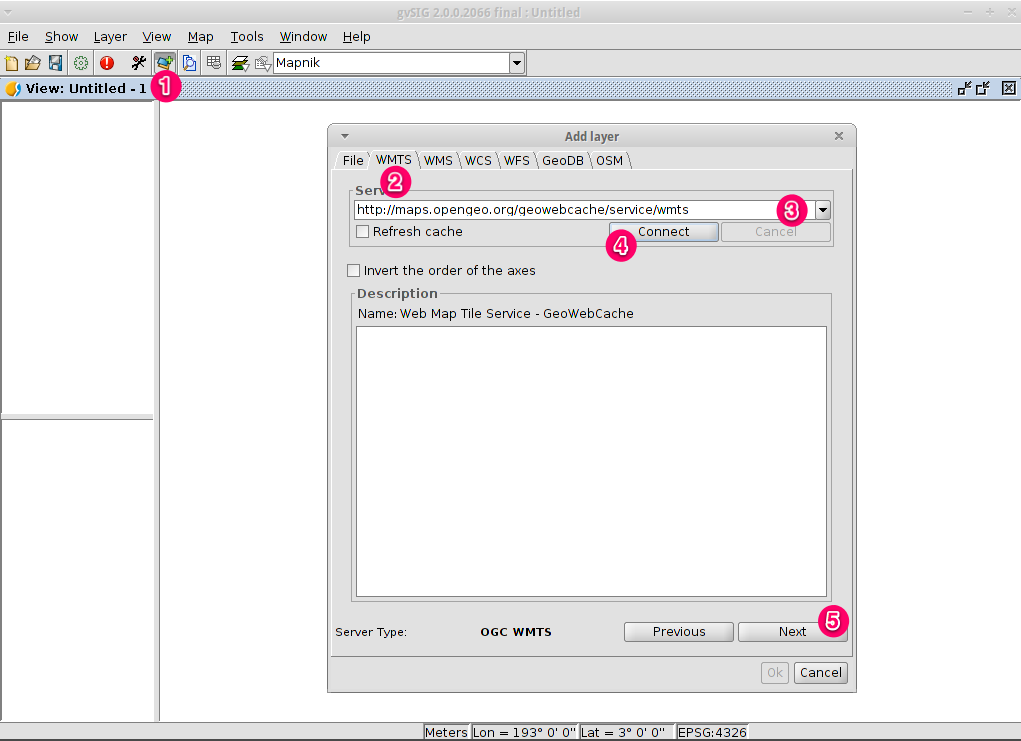 gvSIG 2.0.0.2066 final : Untitled
File Show Layer View Map Tools Window Help
Mapnik
View: Untitled - 1
1
Add layer
File WMTS WMS WCS WFS GeoDB OSM
2
Serv
http://maps.opengeo.org/geowebcache/service/wmts
3
Refresh cache
Connect
Cancel
4
Invert the order of the axes
Description
Name: Web Map Tile Service - GeoWebCache
5
Server Type: OGC WMTS Previous Next
Ok Cancel
Meters Lon = 193° 0' 0" Lat = 3° 0' 0" EPSG:4326